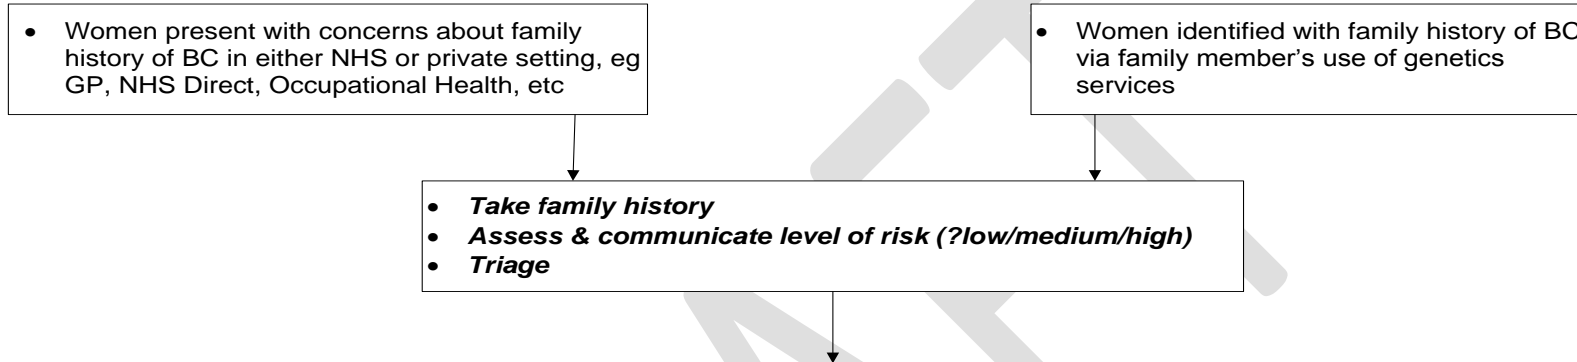 • Women present with concerns about family
history of BC in either NHS or private setting, eg
GP, NHS Direct, Occupational Health, etc
• Women identified with family history of BC
via family member's use of genetics
services
• Take family history
• Assess & communicate level of risk (?low/medium/high)
• Triage